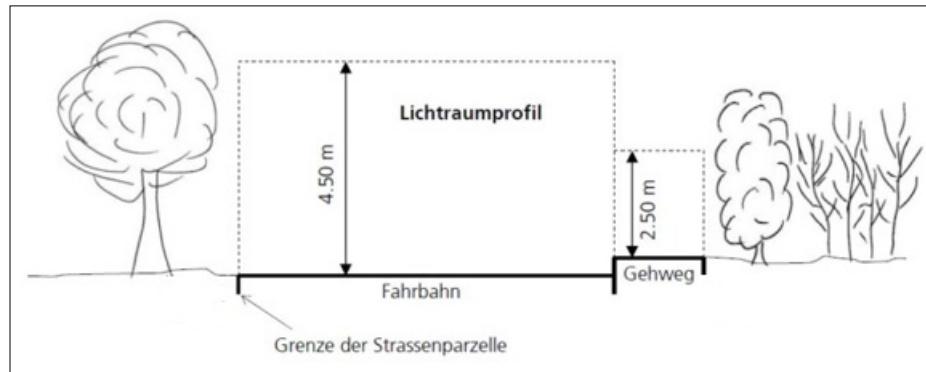 Lichtraumprofil
4.50 m
2.50 m
Gehweg
Fahrbahn
Grenze der Strassenparzelle